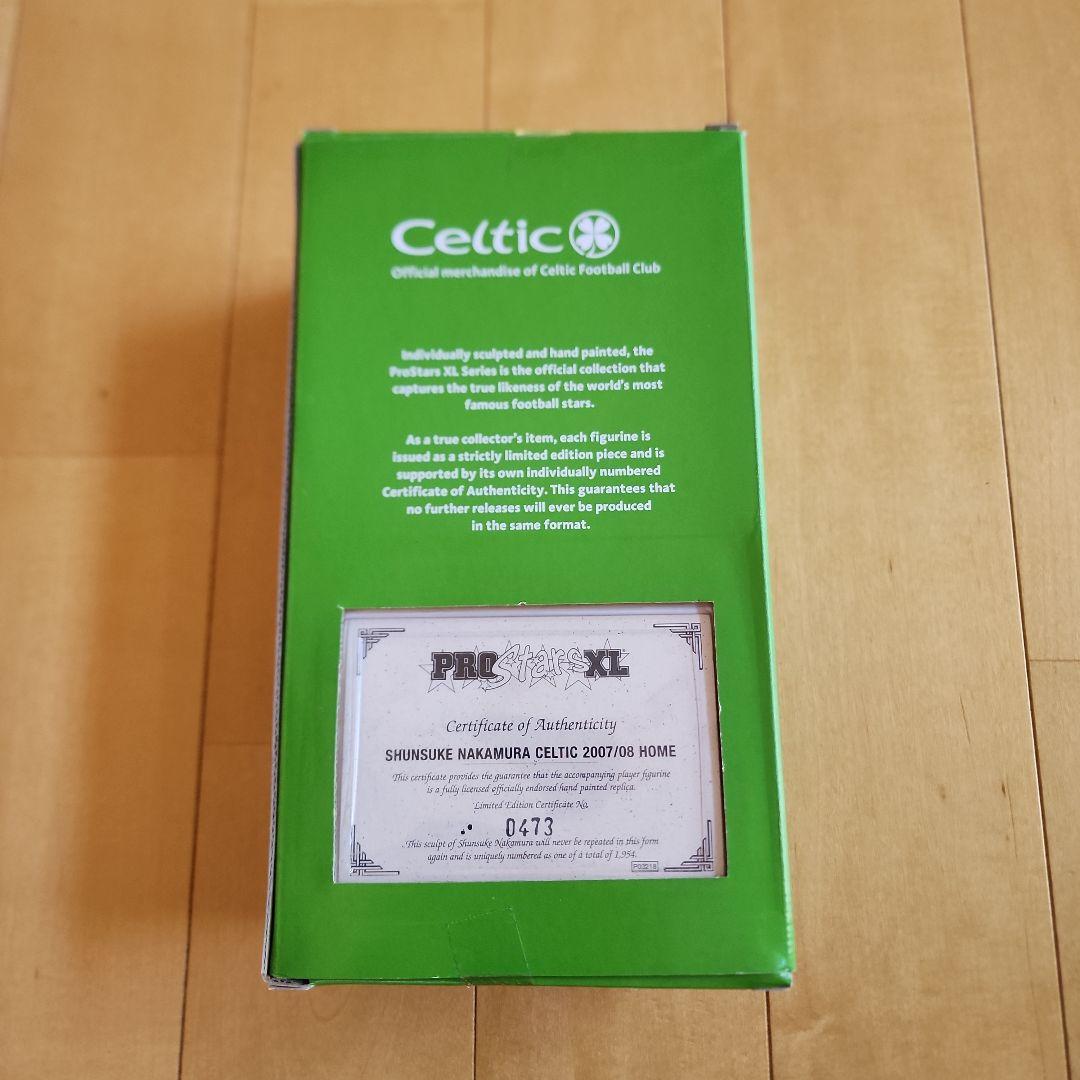 Celtic
Official merchandise of Celtic Football Club
Individually sculpted and hand painted, the
ProStars XL Series is the official collection that
captures the true likeness of the world's most
famous football stars.
As a true collector's item, each figurine is
issued as a strictly limited edition piece and is
supported by its own individually numbered
Certificate of Authenticity. This guarantees that
no further releases will ever be produced
in the same format.
PROStarsXL
Certificate of Authenticity
SHUNSUKE NAKAMURA CELTIC 2007/08 HOME
This certificate provides the guarantee that the accompanying player figurine
is a fully licensed officially endorsed hand painted replica.
Limited Edition Certificate No.
0473
This sculpt of Shunsuke Nakamura will never be repeated in this form
again and is uniquely numbered as one of a total of 1,954.
P03218